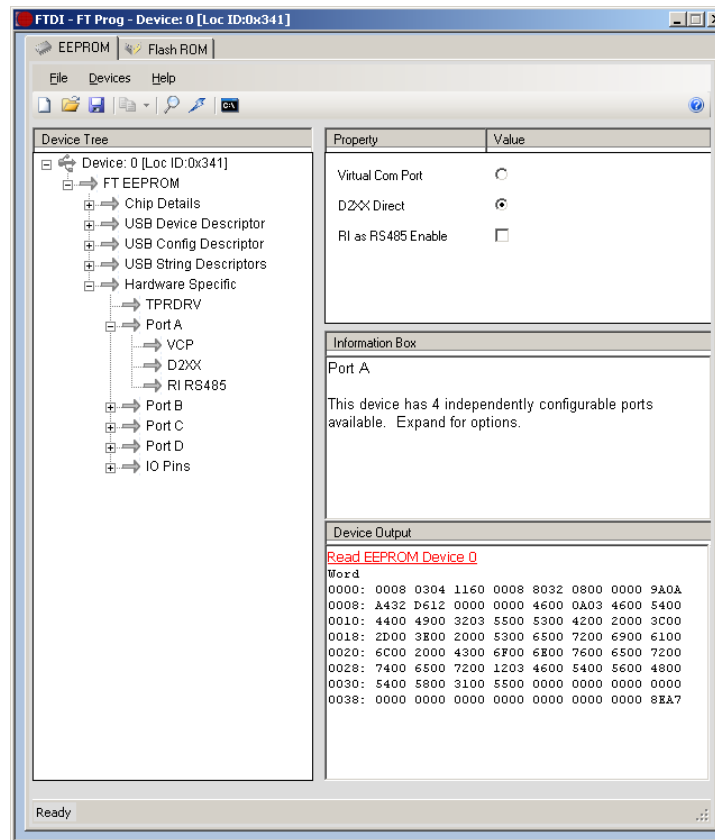 FTDI - FT Prog - Device: 0 [Loc ID:0x341]
EEPROM
Flash ROM
File Devices Help
C:\
Device Tree
Device: 0 [Loc ID:0x341]
FT EEPROM
Chip Details
USB Device Descriptor
USB Config Descriptor
USB String Descriptors
Hardware Specific
TPRDRV
Port A
VCP
D2XX
RI RS485
Port B
Port C
Port D
IO Pins
Property Value
Virtual Com Port
D2XX Direct
RI as RS485 Enable
Information Box
Port A
This device has 4 independently configurable ports
available. Expand for options.
Device Output
Read EEPROM Device 0
Word
0000: 0008 0304 1160 0008 8032 0800 0000 9A0A
0008: A432 D612 0000 0000 4600 0A03 4600 5400
0010: 4400 4900 3203 5500 5300 4200 2000 3C00
0018: 2D00 3E00 2000 5300 6500 7200 6900 6100
0020: 6C00 2000 4300 6F00 6E00 7600 6500 7200
0028: 7400 6500 7200 1203 4600 5400 5600 4800
0030: 5400 5800 3100 5500 0000 0000 0000 0000
0038: 0000 0000 0000 0000 0000 0000 0000 8EA7
Ready